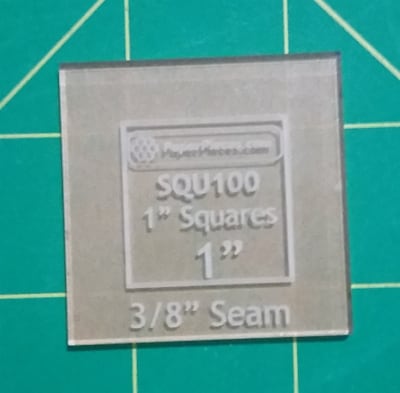 PaperPieces.com
SQU100
1” Squares
1”
3/8” Seam